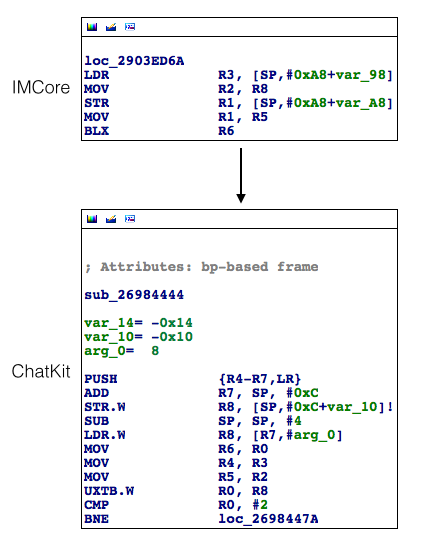 IMCore
loc_2903ED6A
LDR R3, [SP,#0xA8+var_98]
MOV R2, R8
STR R1, [SP,#0xA8+var_A8]
MOV R1, R5
BLX R6
ChatKit
; Attributes: bp-based frame
sub_26984444
var_14= -0x14
var_10= -0x10
arg_0= 8
PUSH {R4-R7,LR}
ADD R7, SP, #0xC
STR.W R8, [SP,#0xC+var_10]!
SUB SP, SP, #4
LDR.W R8, [R7,#arg_0]
MOV R6, R0
MOV R4, R3
MOV R5, R2
UXTB.W R0, R8
CMP R0, #2
BNE loc_2698447A